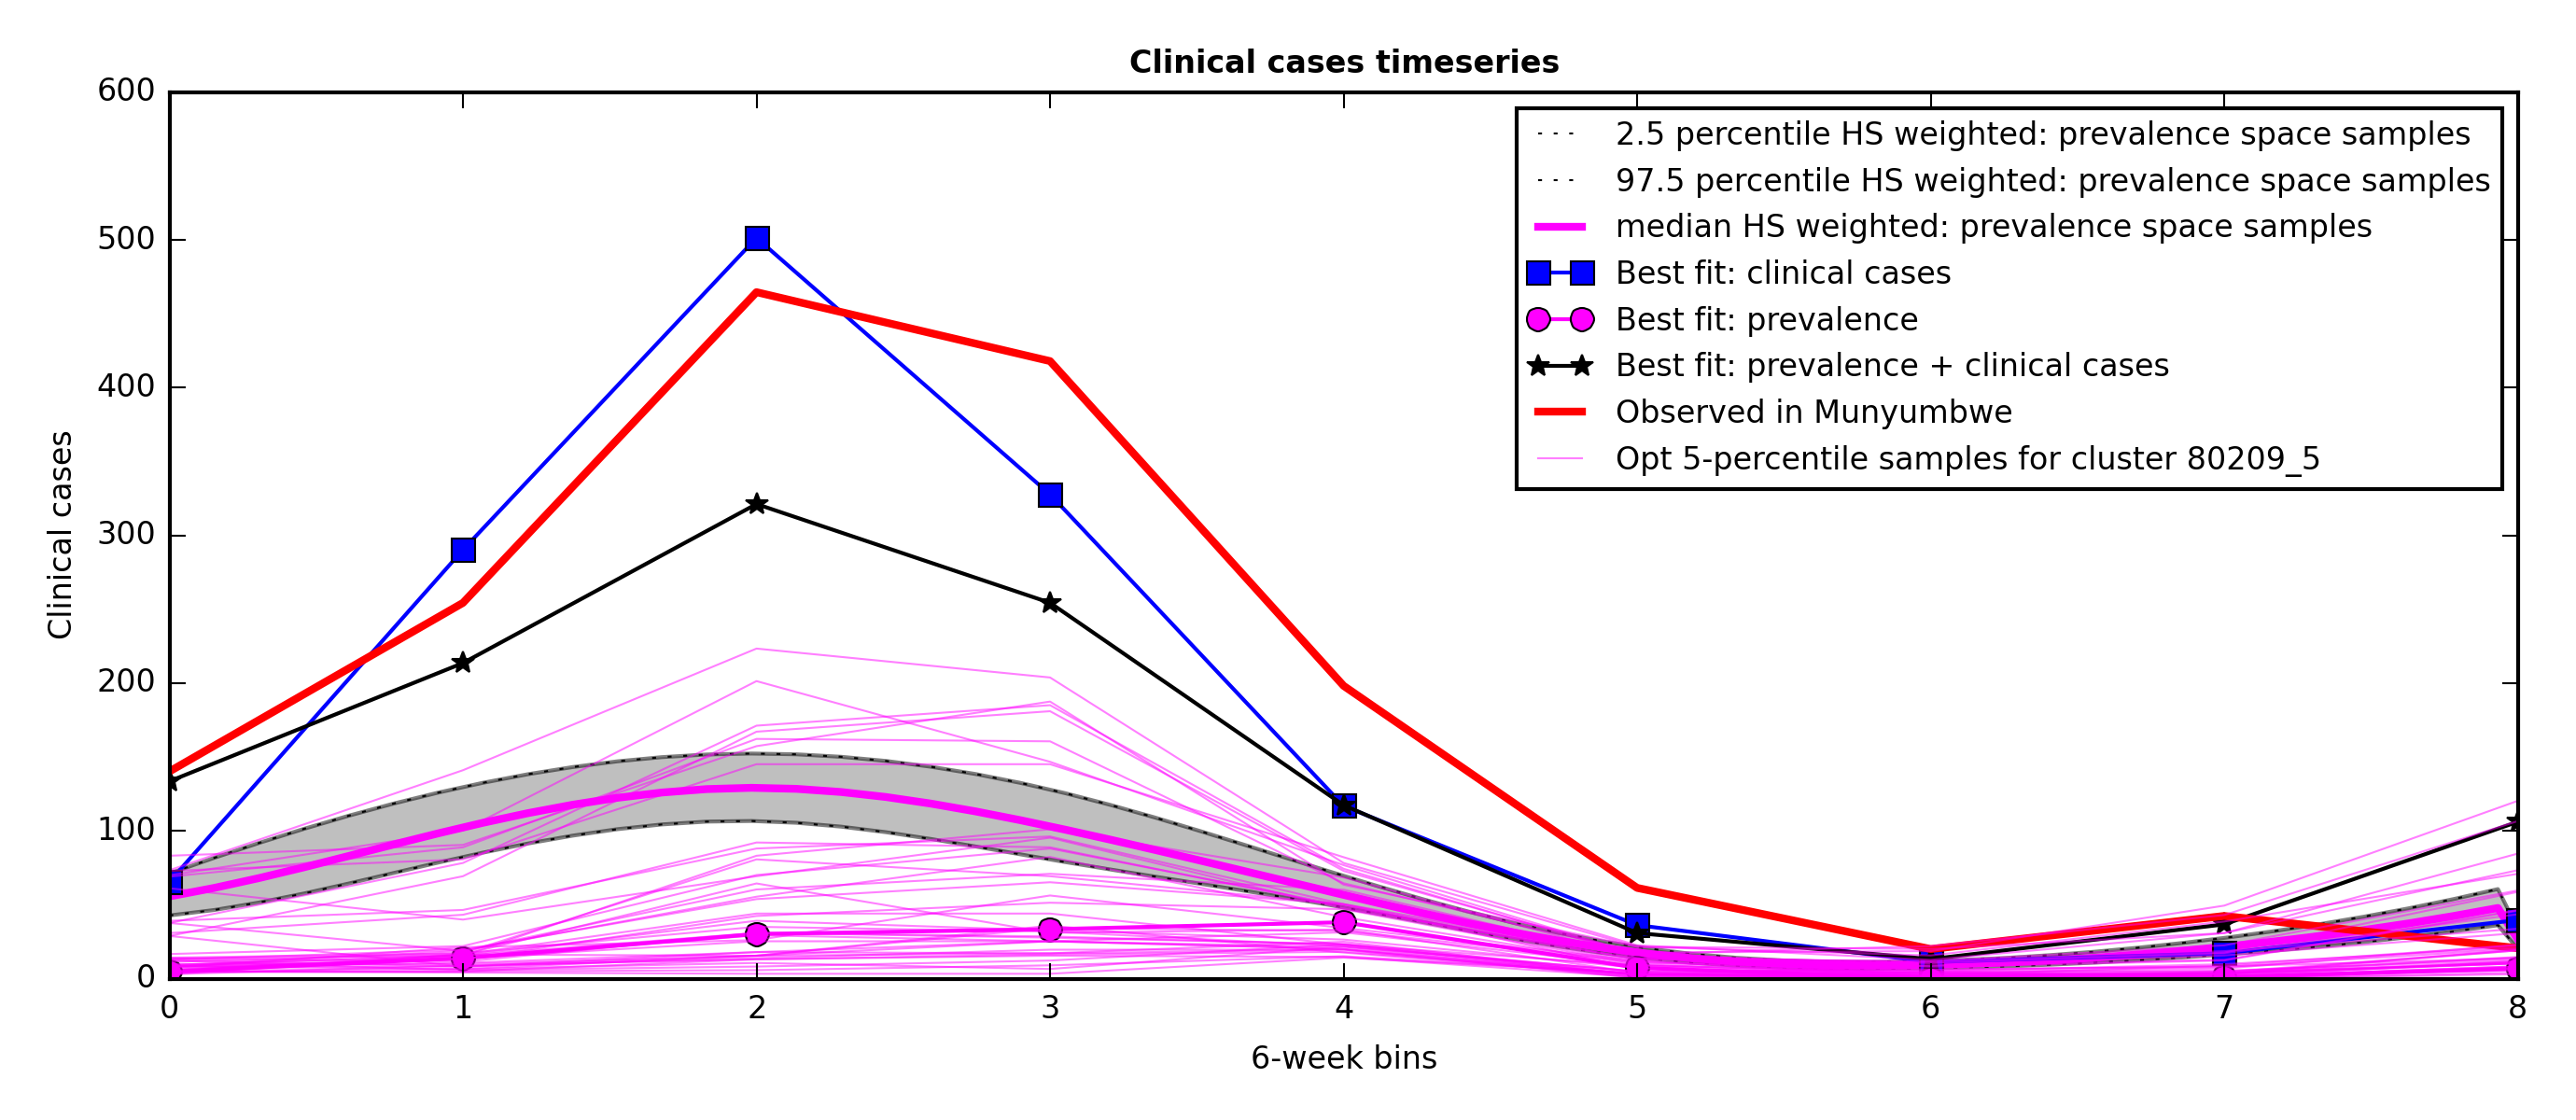 Clinical cases timeseries
600
500
400
300
200
100
0
Clinical cases
2.5 percentile HS weighted: prevalence space samples
97.5 percentile HS weighted: prevalence space samples
median HS weighted: prevalence space samples
Best fit: clinical cases
Best fit: prevalence
Best fit: prevalence + clinical cases
Observed in Munyumbwe
Opt 5-percentile samples for cluster 80209_5
0 1 2 3 4 5 6 7 8
6-week bins